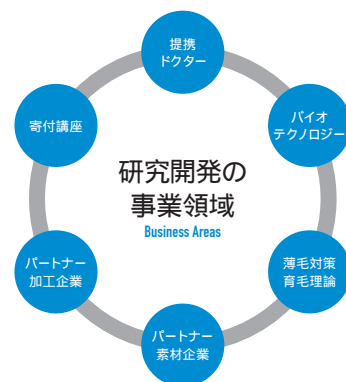 提携
ドクター
バイオ
テクノロジー
薄毛対策
育毛理論
パートナー
素材企業
パートナー
加工企業
寄付講座
研究開発の
事業領域
Business Areas